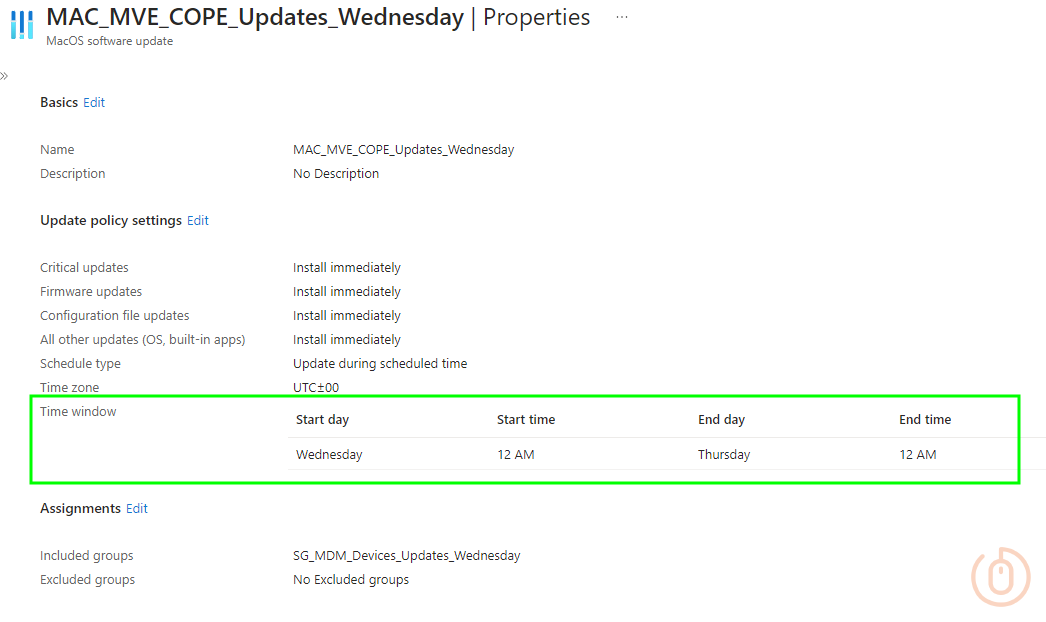 MAC_MVE_COPE_Updates_Wednesday | Properties ...
MacOS software update
»
Basics Edit
Name MAC_MVE_COPE_Updates_Wednesday
Description No Description
Update policy settings Edit
Critical updates Install immediately
Firmware updates Install immediately
Configuration file updates Install immediately
All other updates (OS, built-in apps) Install immediately
Schedule type Update during scheduled time
Time zone UTC±00
Time window
Start day Start time End day End time
Wednesday 12 AM Thursday 12 AM
Assignments Edit
Included groups SG_MDM_Devices_Updates_Wednesday
Excluded groups No Excluded groups